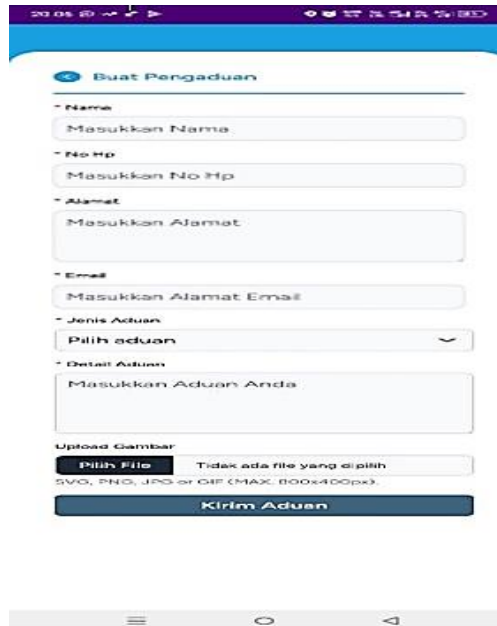 20.05
Buat Pengaduan
* Nama
Masukkan Nama
* No Hp
Masukkan No Hp
* Alamat
Masukkan Alamat
* Email
Masukkan Alamat Email
* Jenis Aduan
Pilih aduan
* Detail Aduan
Masukkan Aduan Anda
Upload Gambar
Pilih File Tidak ada file yang dipilih
SVG, PNG, JPG or GIF (MAX. 800x400px).
Kirim Aduan